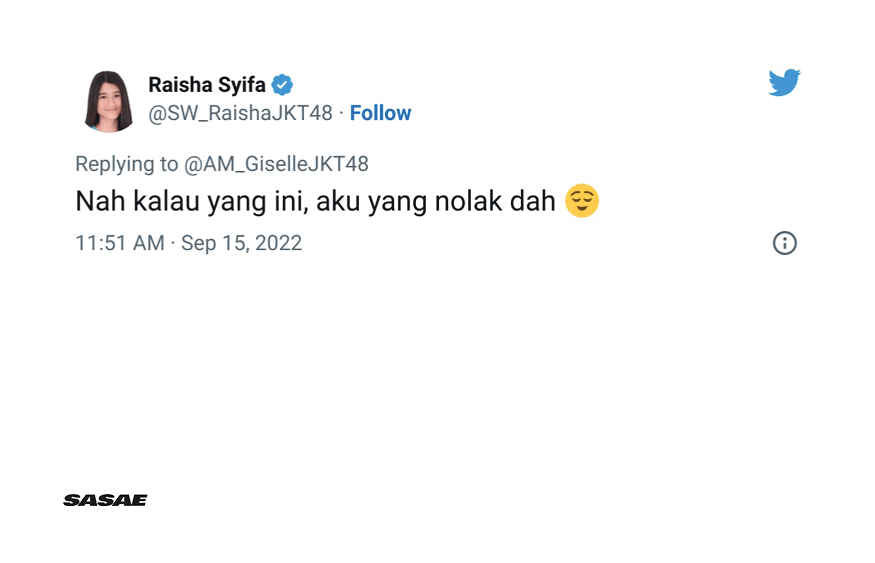 Raisha Syifa
@SW_RaishaJKT48 · Follow
Replying to @AM_GiselleJKT48
Nah kalau yang ini, aku yang nolak dah 😌
11:51 AM · Sep 15, 2022
SASAE